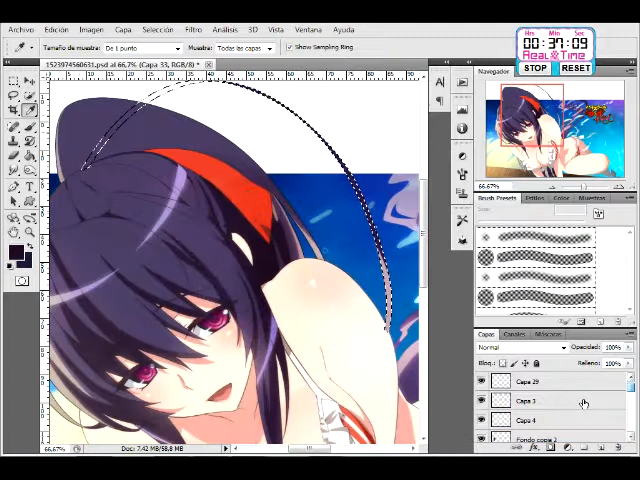 Archivo Edición Imagen Capa Selección Filtro Análisis 3D Vista Ventana Ayuda
Hrs Min Sec
00:37:09
Real Time
STOP RESET
Tamaño de muestra: De 1 punto Muestra: Todas las capas Show Sampling Ring
1523974560631.psd al 66,7% (Capa 33, RGB/8) *
Navegador
66.67%
Brush Presets Estilos Color Muestras
Size:
Capas Canales Máscaras
Normal Opacidad: 100%
Bloq.: Relleno: 100%
Capa 29
Capa 3
Capa 4
Fondo copia 2
66,67% Doc: 7,42 MB/58,8 MB